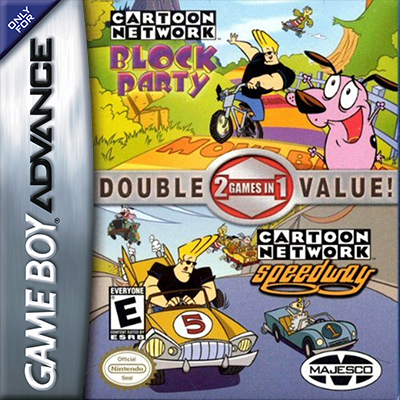 ONLY
FOR
GAME BOY ADVANCE
CARTOON
NETWORK
BLOCK
PARTY
DOUBLE 2 GAMES IN 1 VALUE!
CARTOON
NETWORK
Speedway
EVERYONE
E
CONTENT RATED BY
ESRB
5
1
Official
Nintendo
Seal
MAJESCO